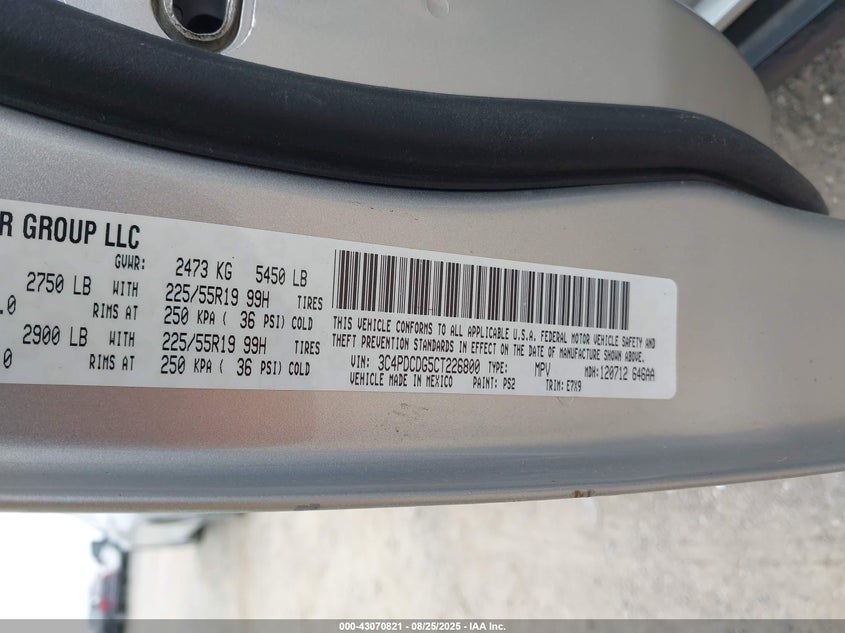 R GROUP LLC
GVWR: 2473 KG 5450 LB
2750 LB WITH 225/55R19 99H TIRES
.0 RIMS AT 250 KPA ( 36 PSI) COLD
2900 LB WITH 225/55R19 99H TIRES
0 RIMS AT 250 KPA ( 36 PSI) COLD
THIS VEHICLE CONFORMS TO ALL APPLICABLE U.S.A. FEDERAL MOTOR VEHICLE SAFETY AND
THEFT PREVENTION STANDARDS IN EFFECT ON THE DATE OF MANUFACTURE SHOWN ABOVE.
VIN: 3C4PDCDG5CT226800 TYPE: MPV MDH: 120712 646AA
VEHICLE MADE IN MEXICO PAINT: PS2 TRIM: E7X9
000-43070821 - 08/25/2025 - IAA Inc.